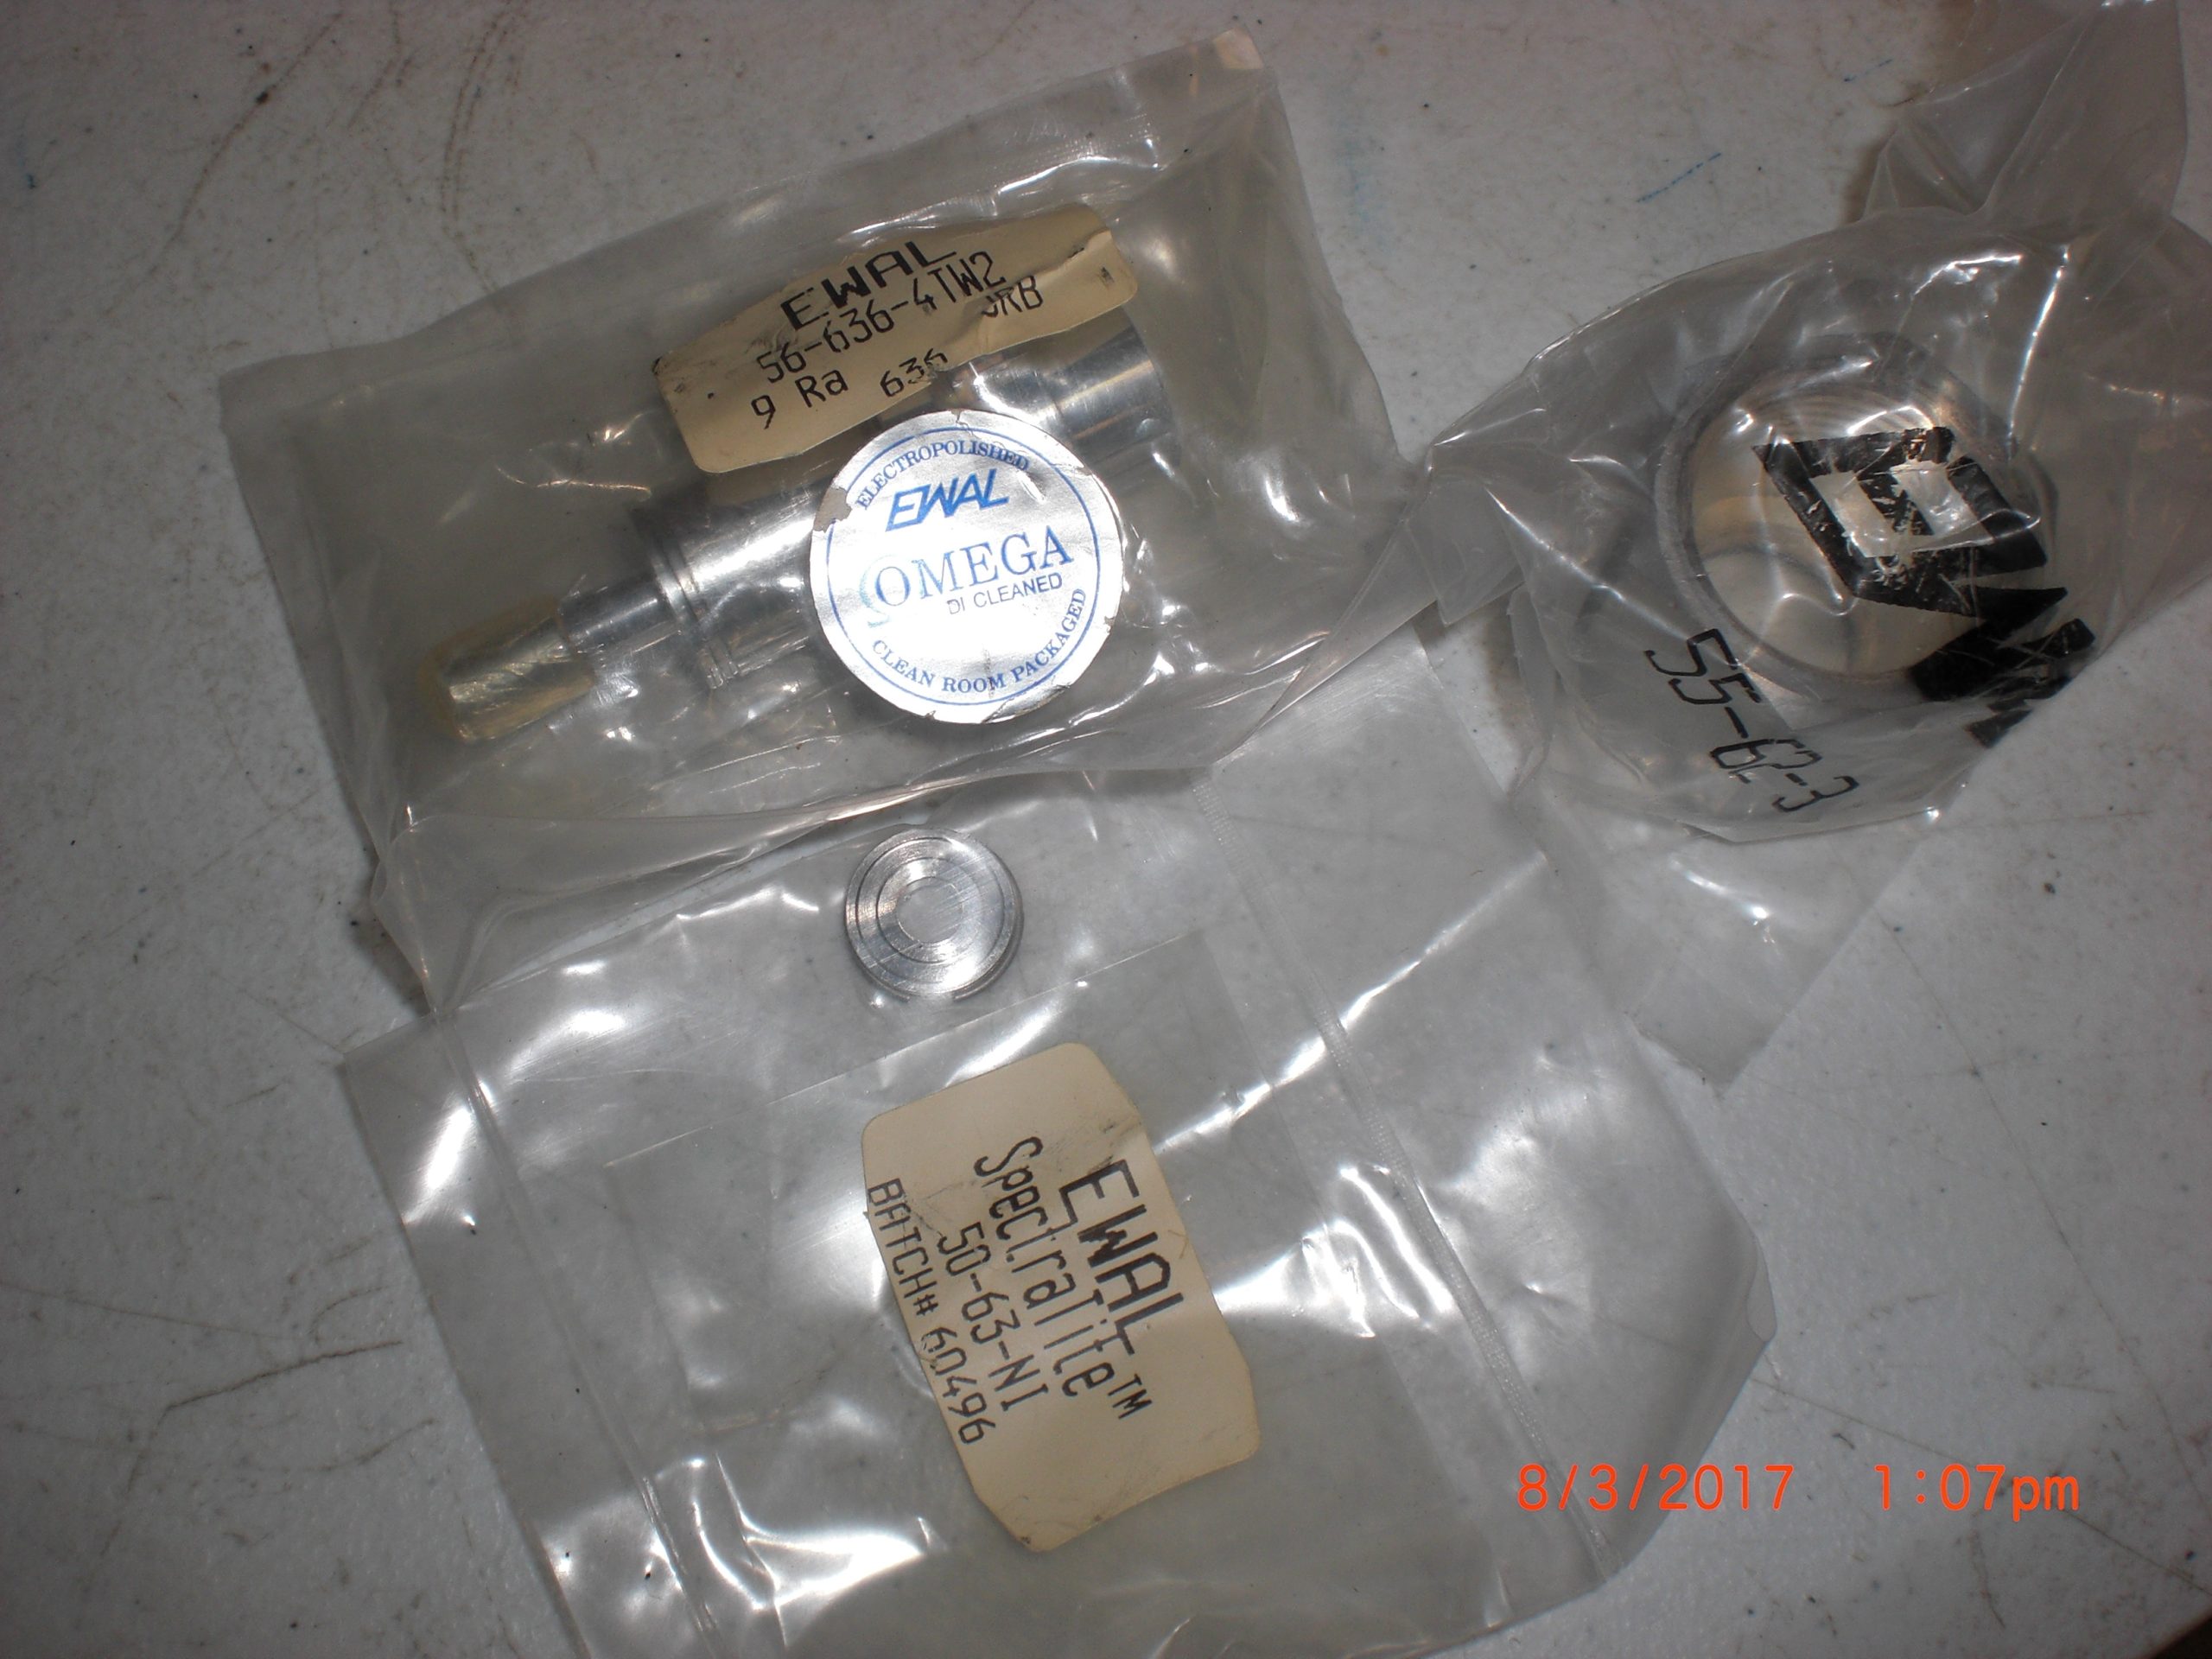 EWAL
56-636-4TW2
JRB
9 Ra 636
ELECTROPOLISHED
EWAL
OMEGA
DI CLEANED
CLEAN ROOM PACKAGED
55-62-3
EWAL
Spectratite™
50-63-NI
BATCH# 60496
8/3/2017 1:07pm